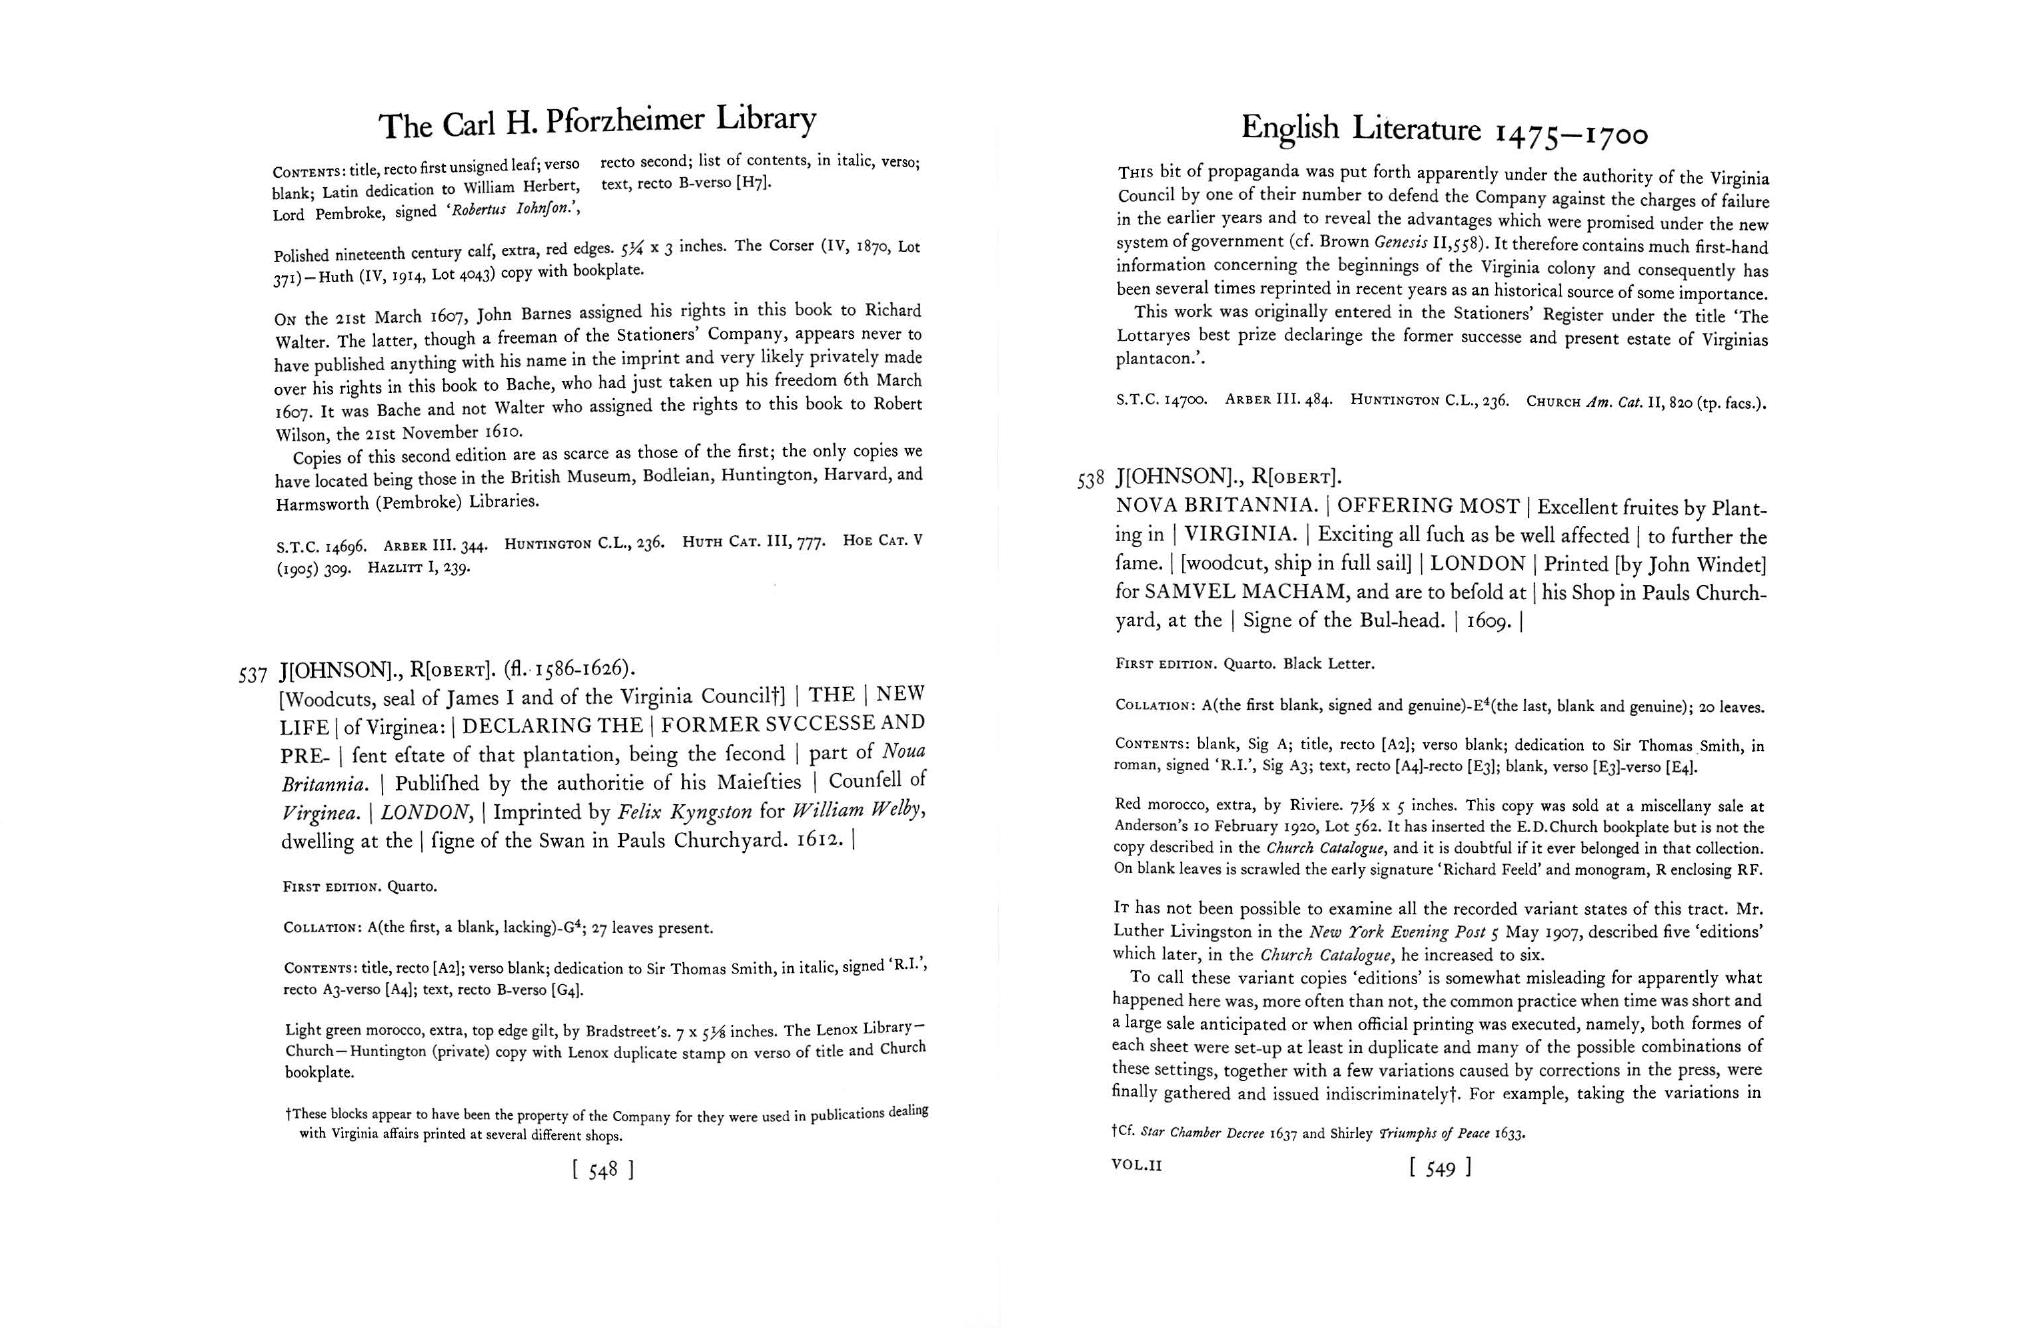 The Carl H. Pforzheimer Library
CONTENTS: title, recto first unsigned leaf; verso
blank; Latin dedication to William Herbert,
Lord Pembroke, signed ‘Robertus Iohnſon.’,
recto second; list of contents, in italic, verso;
text, recto B-verso [H7].
Polished nineteenth century calf, extra, red edges. 5¼ x 3 inches. The Corser (IV, 1870, Lot
371)—Huth (IV, 1914, Lot 4043) copy with bookplate.
ON the 21st March 1607, John Barnes assigned his rights in this book to Richard
Walter. The latter, though a freeman of the Stationers’ Company, appears never to
have published anything with his name in the imprint and very likely privately made
over his rights in this book to Bache, who had just taken up his freedom 6th March
1607. It was Bache and not Walter who assigned the rights to this book to Robert
Wilson, the 21st November 1610.
Copies of this second edition are as scarce as those of the first; the only copies we
have located being those in the British Museum, Bodleian, Huntington, Harvard, and
Harmsworth (Pembroke) Libraries.
S.T.C. 14696. ARBER III. 344. HUNTINGTON C.L., 236. HUTH CAT. III, 777. HOE CAT. V
(1905) 309. HAZLITT I, 239.
537 J[OHNSON]., R[OBERT]. (fl. 1586-1626).
[Woodcuts, seal of James I and of the Virginia Council†] | THE | NEW
LIFE | of Virginea: | DECLARING THE | FORMER SVCCESSE AND
PRE- | ſent eſtate of that plantation, being the ſecond | part of Noua
Britannia. | Publiſhed by the authoritie of his Maieſties | Counſell of
Virginea. | LONDON, | Imprinted by Felix Kyngston for William Welby,
dwelling at the | ſigne of the Swan in Pauls Churchyard. 1612. |
FIRST EDITION. Quarto.
COLLATION: A(the first, a blank, lacking)-G⁴; 27 leaves present.
CONTENTS: title, recto [A2]; verso blank; dedication to Sir Thomas Smith, in italic, signed ‘R.I.’,
recto A3-verso [A4]; text, recto B-verso [G4].
Light green morocco, extra, top edge gilt, by Bradstreet’s. 7 x 5⅛ inches. The Lenox Library—
Church—Huntington (private) copy with Lenox duplicate stamp on verso of title and Church
bookplate.
†These blocks appear to have been the property of the Company for they were used in publications dealing
with Virginia affairs printed at several different shops.
[ 548 ]
English Literature 1475—1700
THIS bit of propaganda was put forth apparently under the authority of the Virginia
Council by one of their number to defend the Company against the charges of failure
in the earlier years and to reveal the advantages which were promised under the new
system of government (cf. Brown Genesis II,558). It therefore contains much first-hand
information concerning the beginnings of the Virginia colony and consequently has
been several times reprinted in recent years as an historical source of some importance.
This work was originally entered in the Stationers’ Register under the title ‘The
Lottaryes best prize declaringe the former successe and present estate of Virginias
plantacon.’.
S.T.C. 14700. ARBER III. 484. HUNTINGTON C.L., 236. CHURCH Am. Cat. II, 820 (tp. facs.).
538 J[OHNSON]., R[OBERT].
NOVA BRITANNIA. | OFFERING MOST | Excellent fruites by Plant-
ing in | VIRGINIA. | Exciting all ſuch as be well affected | to further the
ſame. | [woodcut, ship in full sail] | LONDON | Printed [by John Windet]
for SAMVEL MACHAM, and are to beſold at | his Shop in Pauls Church-
yard, at the | Signe of the Bul-head. | 1609. |
FIRST EDITION. Quarto. Black Letter.
COLLATION: A(the first blank, signed and genuine)-E⁴(the last, blank and genuine); 20 leaves.
CONTENTS: blank, Sig A; title, recto [A2]; verso blank; dedication to Sir Thomas Smith, in
roman, signed ‘R.I.’, Sig A3; text, recto [A4]-recto [E3]; blank, verso [E3]-verso [E4].
Red morocco, extra, by Riviere. 7⅛ x 5 inches. This copy was sold at a miscellany sale at
Anderson’s 10 February 1920, Lot 562. It has inserted the E.D.Church bookplate but is not the
copy described in the Church Catalogue, and it is doubtful if it ever belonged in that collection.
On blank leaves is scrawled the early signature ‘Richard Feeld’ and monogram, R enclosing RF.
IT has not been possible to examine all the recorded variant states of this tract. Mr.
Luther Livingston in the New York Evening Post 5 May 1907, described five ‘editions’
which later, in the Church Catalogue, he increased to six.
To call these variant copies ‘editions’ is somewhat misleading for apparently what
happened here was, more often than not, the common practice when time was short and
a large sale anticipated or when official printing was executed, namely, both formes of
each sheet were set-up at least in duplicate and many of the possible combinations of
these settings, together with a few variations caused by corrections in the press, were
finally gathered and issued indiscriminately†. For example, taking the variations in
†Cf. Star Chamber Decree 1637 and Shirley Triumphs of Peace 1633.
VOL.II
[ 549 ]